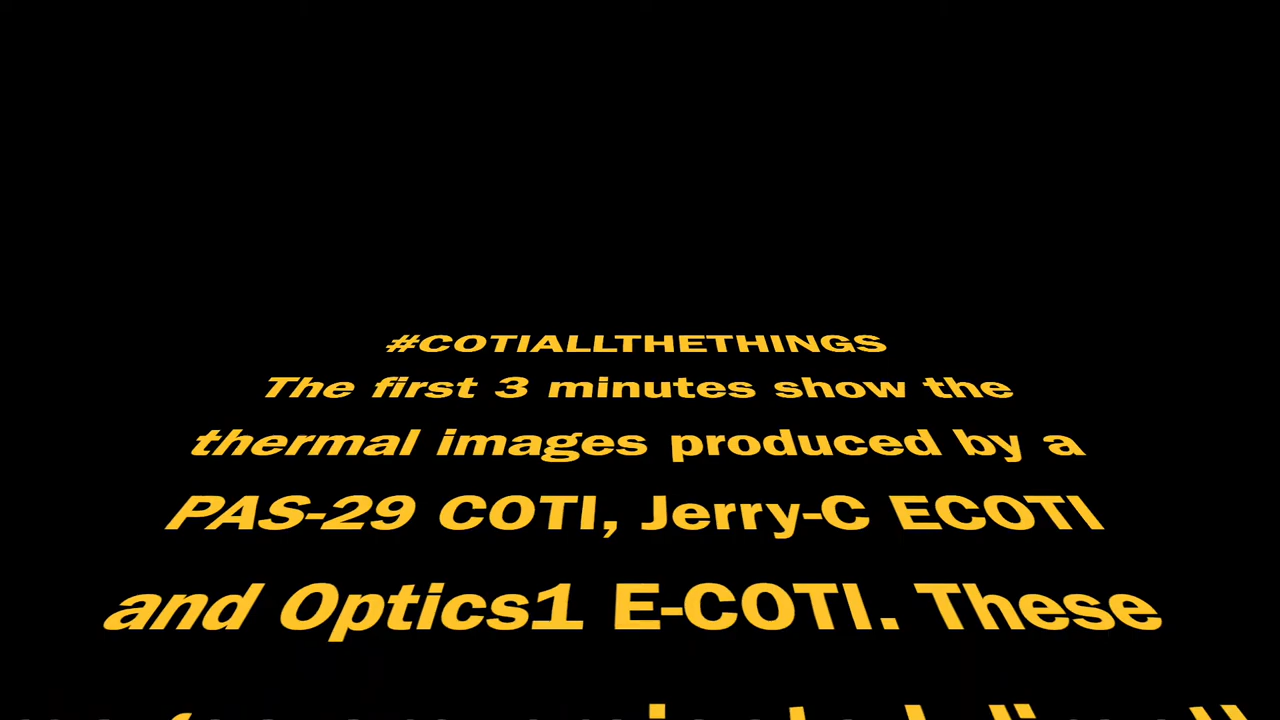 #COTIALLTHETHINGS
The first 3 minutes show the
thermal images produced by a
PAS-29 COTI, Jerry-C ECOTI
and Optics1 E-COTI. These